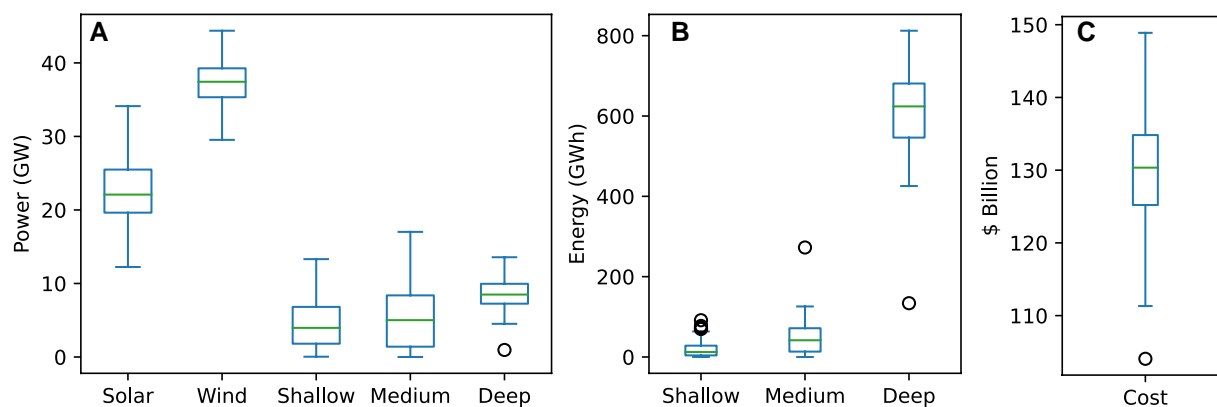 A
Power (GW)
40
30
20
10
0
Solar Wind Shallow Medium Deep
B
Energy (GWh)
800
600
400
200
0
Shallow Medium Deep
C
$ Billion
150
140
130
120
110
Cost